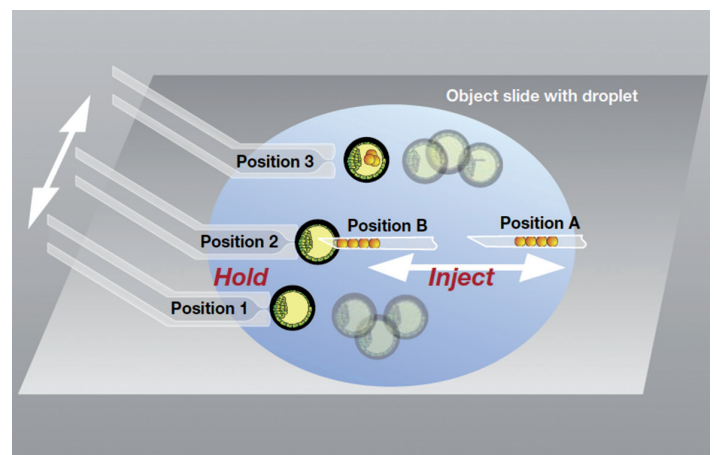 Object slide with droplet
Position 3
Position B
Position A
Position 2
Hold
Inject
Position 1